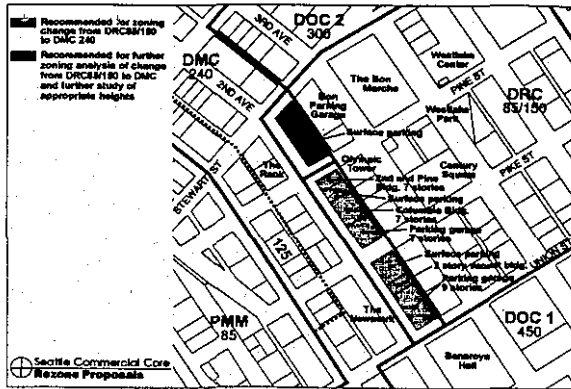 Recommended for zoning
change from DRC85/150
to DMC 240
Recommended for further
zoning analysis of change
from DRC85/150 to DMC
and further study of
appropriate heights
3RD AVE
DOC 2
300
DMC
240
2ND AVE
Bon
Parking
Garage
The Bon
Marche
Westlake
Center
PINE ST
DRC
85/150
Westlake
Park
Surface parking
STEWART ST
The
Olympic
Tower
Century
Square
PIKE ST
2nd and Pine
Bldg. 7 stories
Surface parking
Columbia Bldg.
7 stories
Parking garage
7 stories
125
Surface parking
Parking garage
9 stories
UNION ST
The
Newmark
PMM
85
DOC 1
450
Benaroya
Hall
Seattle Commercial Core
Rezone Proposals